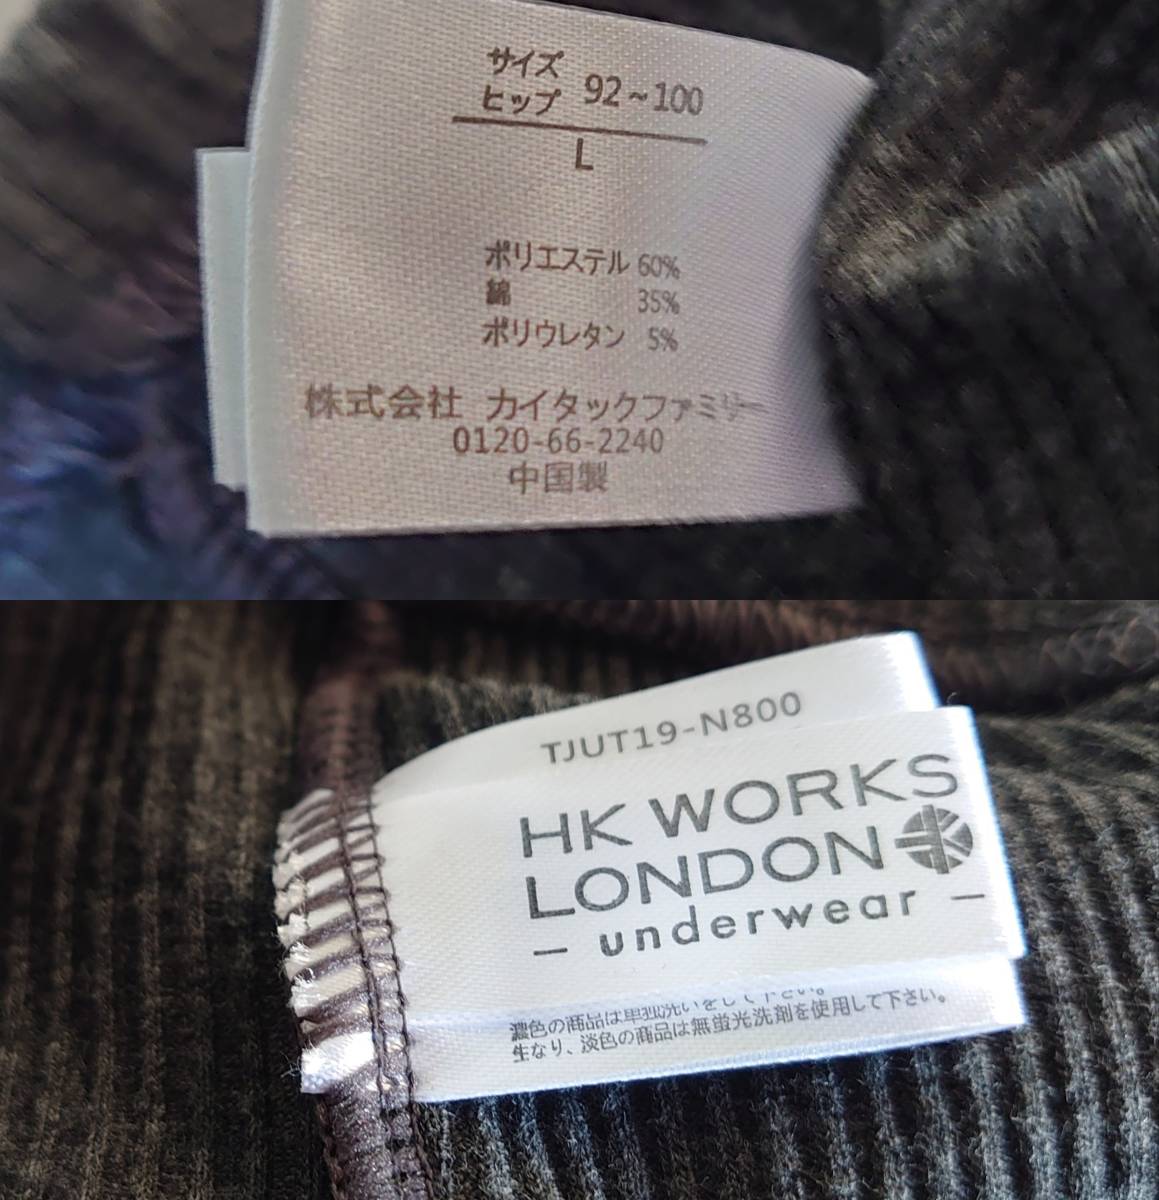 サイズ
ヒップ 92~100
L
ポリエステル 60%
綿 35%
ポリウレタン 5%
株式会社 カイタックファミリー
0120-66-2240
中国製
TJUT19-N800
HK WORKS
LONDON
- underwear -
濃色の商品は単独洗いをして下さい。
生なり、淡色の商品は無蛍光洗剤を使用して下さい。